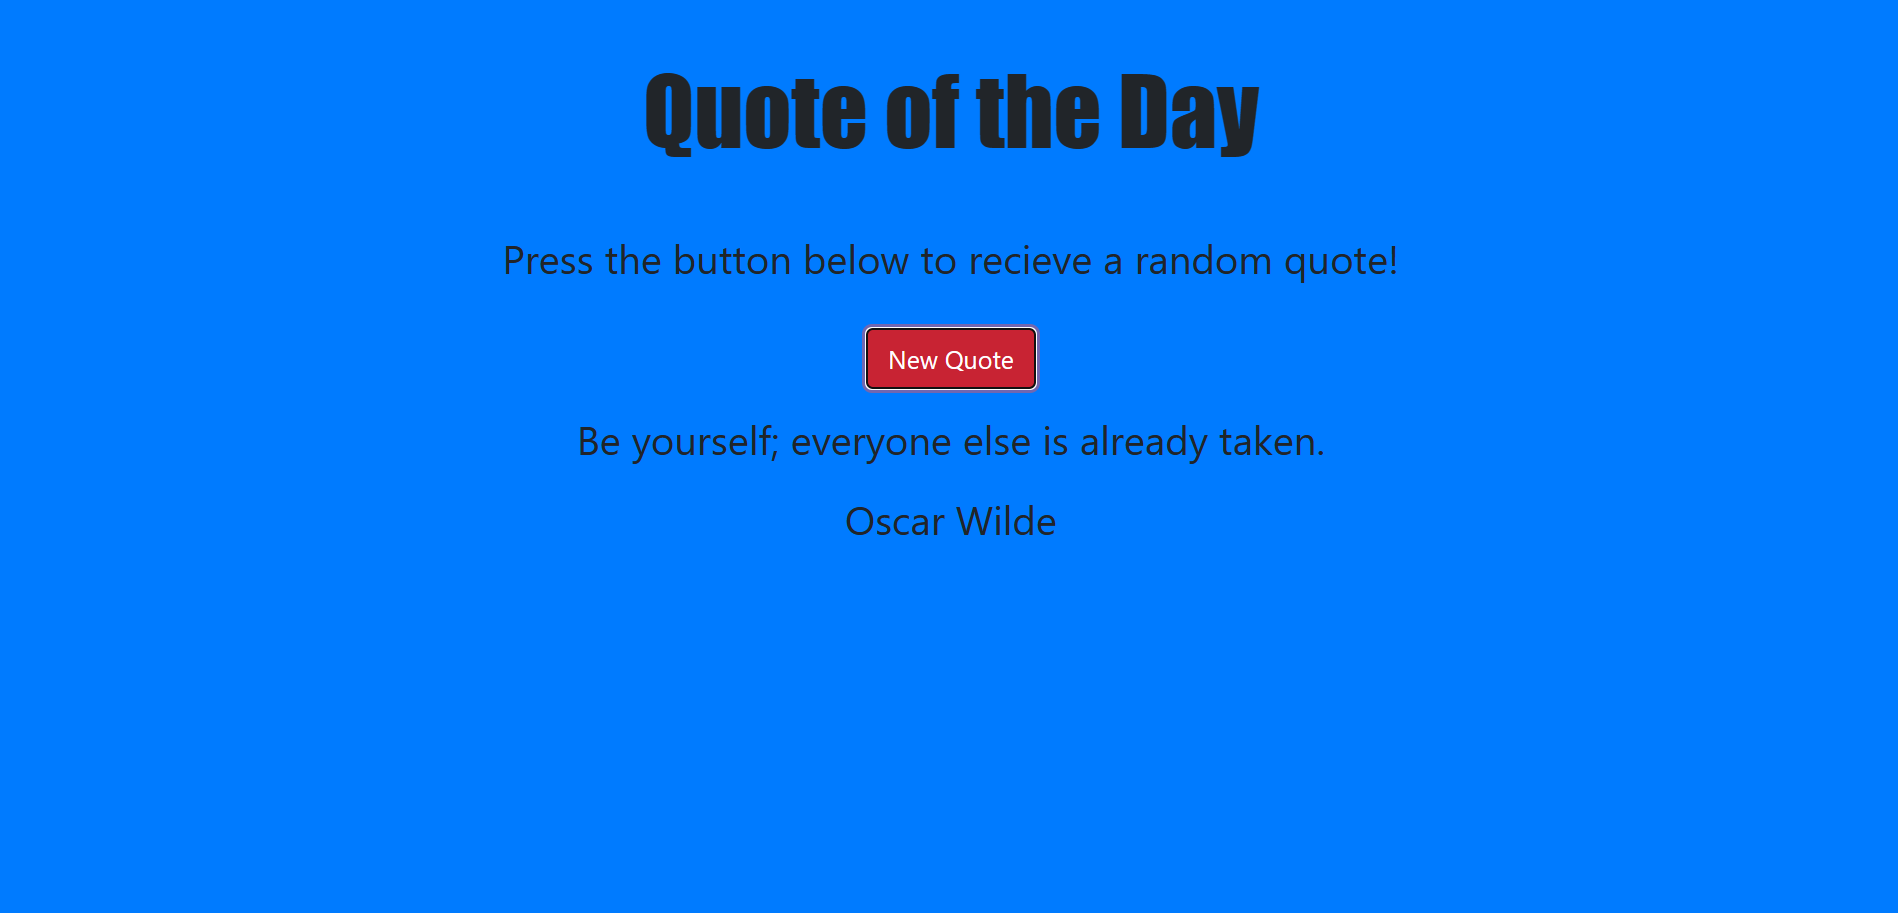 Quote of the Day
Press the button below to recieve a random quote!
New Quote
Be yourself; everyone else is already taken.
Oscar Wilde